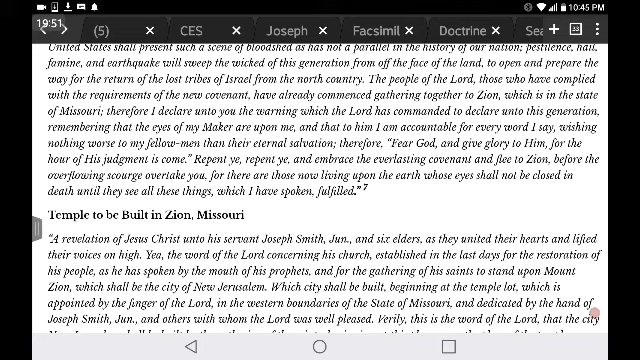 10:45 PM
19:51
(5)
CES
Joseph
Facsimil
Doctrine
Sea
23
United States shall present such a scene of bloodshed as has not a parallel in the history of our nation; pestilence, hail,
famine, and earthquake will sweep the wicked of this generation from off the face of the land, to open and prepare the
way for the return of the lost tribes of Israel from the north country. The people of the Lord, those who have complied
with the requirements of the new covenant, have already commenced gathering together to Zion, which is in the state
of Missouri; therefore I declare unto you the warning which the Lord has commanded to declare unto this generation,
remembering that the eyes of my Maker are upon me, and that to him I am accountable for every word I say, wishing
nothing worse to my fellow-men than their eternal salvation; therefore, “Fear God, and give glory to Him, for the
hour of His judgment is come.” Repent ye, repent ye, and embrace the everlasting covenant and flee to Zion, before the
overflowing scourge overtake you, for there are those now living upon the earth whose eyes shall not be closed in
death until they see all these things, which I have spoken, fulfilled.” 7
Temple to be Built in Zion, Missouri
“A revelation of Jesus Christ unto his servant Joseph Smith, Jun., and six elders, as they united their hearts and lifted
their voices on high. Yea, the word of the Lord concerning his church, established in the last days for the restoration of
his people, as he has spoken by the mouth of his prophets, and for the gathering of his saints to stand upon Mount
Zion, which shall be the city of New Jerusalem. Which city shall be built, beginning at the temple lot, which is
appointed by the finger of the Lord, in the western boundaries of the State of Missouri, and dedicated by the hand of
Joseph Smith, Jun., and others with whom the Lord was well pleased. Verily, this is the word of the Lord, that the city